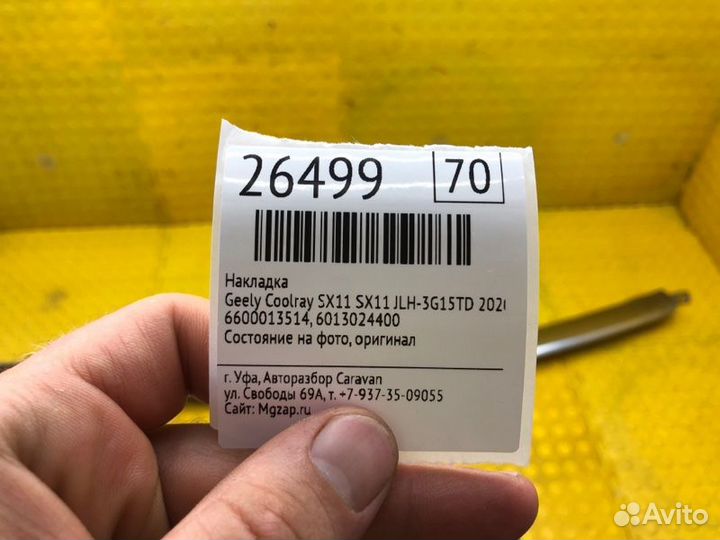 26499 70
Накладка
Geely Coolray SX11 SX11 JLH-3G15TD 202
6600013514, 6013024400
Состояние на фото, оригинал
г. Уфа, Авторазбор Caravan
ул. Свободы 69А, т. +7-937-35-09055
Сайт: Mgzap.ru
Avito